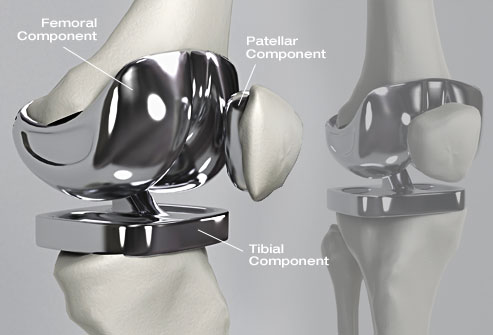 Femoral
Component
Patellar
Component
Tibial
Component